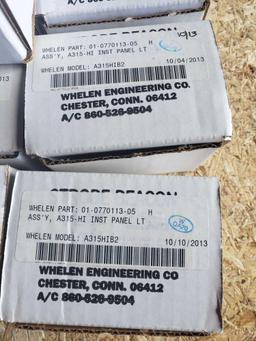 WHELEN PART: 01-0770113-05 H
ASS'Y, A315-HI INST PANEL LT
WHELEN MODEL: A315HIB2 10/04/2013
WHELEN ENGINEERING CO.
CHESTER, CONN. 06412
A/C 860-526-9504
STROBE BEACON
WHELEN PART: 01-0770113-05 H
ASS'Y, A315-HI INST PANEL LT
WHELEN MODEL: A315HIB2
10/10/2013
WHELEN ENGINEERING CO
CHESTER, CONN. 06412
A/C 860-526-9504